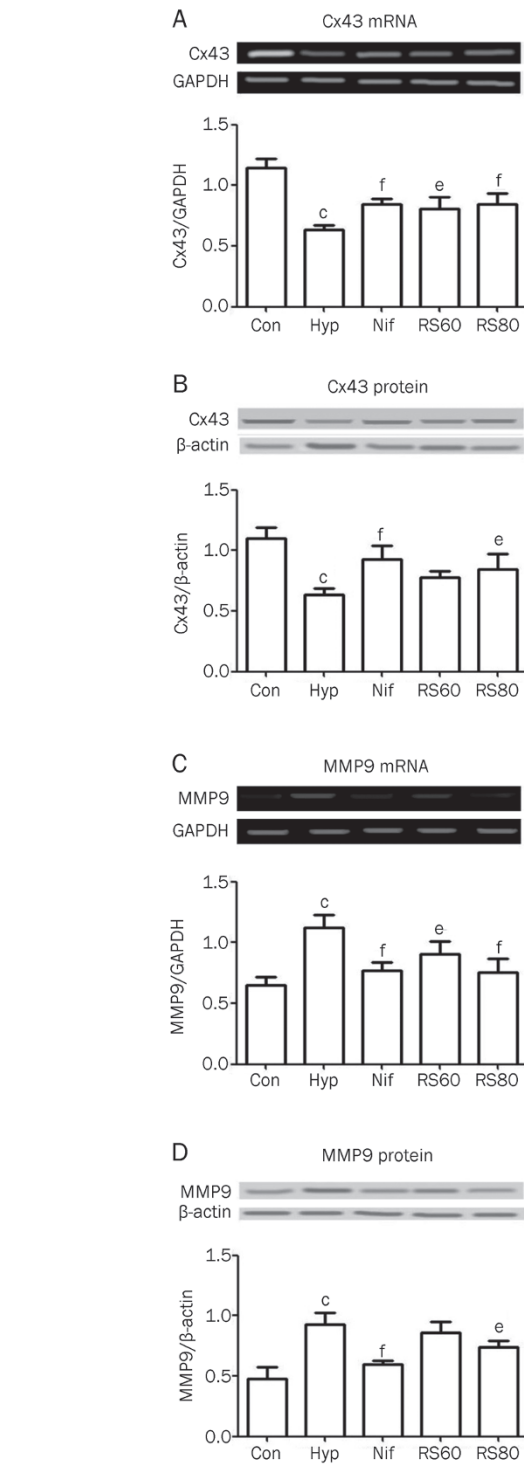 A
Cx43 mRNA
Cx43
GAPDH
1.5
f
e
f
1.0
c
Cx43/GAPDH
0.5
0.0
Con Hyp Nif RS60 RS80
B
Cx43 protein
Cx43
β-actin
1.5
f
e
1.0
c
Cx43/β-actin
0.5
0.0
Con Hyp Nif RS60 RS80
C
MMP9 mRNA
MMP9
GAPDH
1.5
c
e
f
f
1.0
MMP9/GAPDH
0.5
0.0
Con Hyp Nif RS60 RS80
D
MMP9 protein
MMP9
β-actin
1.5
c
1.0
e
f
MMP9/β-actin
0.5
0.0
Con Hyp Nif RS60 RS80